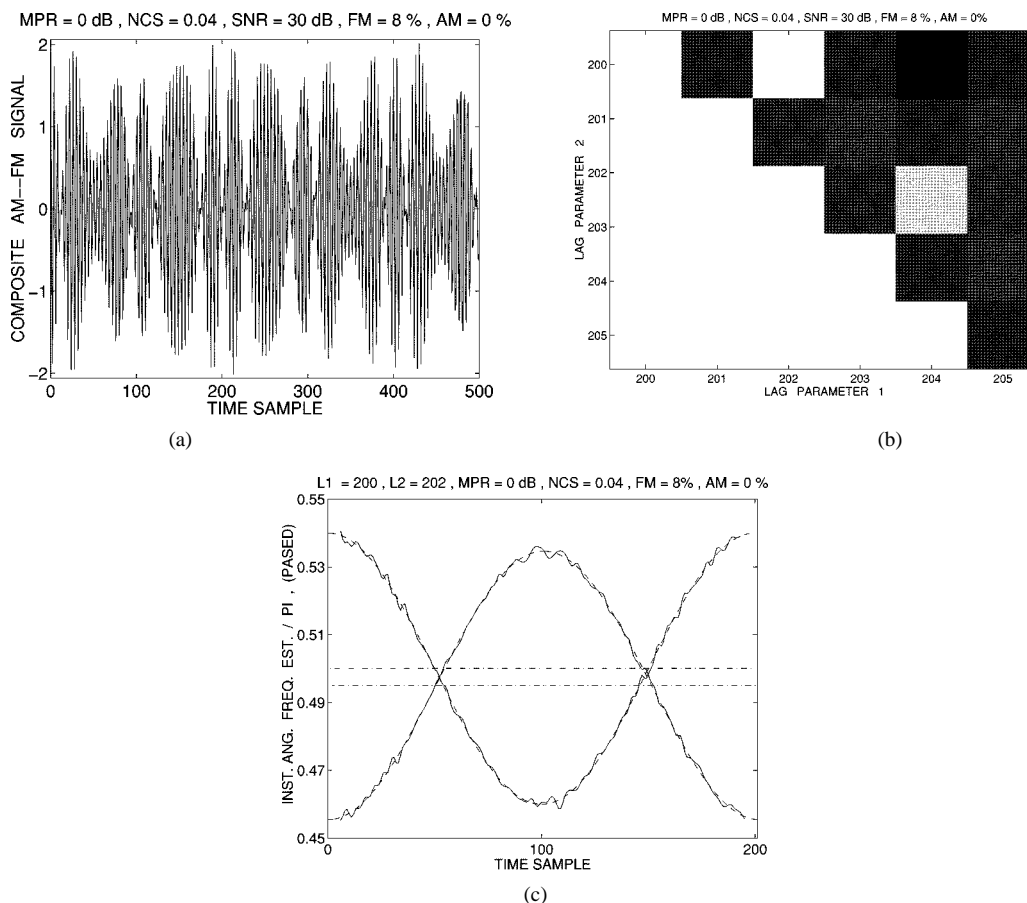 MPR = 0 dB , NCS = 0.04 , SNR = 30 dB , FM = 8 % , AM = 0 %
COMPOSITE AM--FM SIGNAL
2
1
0
-1
-2
0 100 200 300 400 500
TIME SAMPLE
(a)
MPR = 0 dB , NCS = 0.04 , SNR = 30 dB , FM = 8 % , AM = 0%
LAG PARAMETER 2
200
201
202
203
204
205
200 201 202 203 204 205
LAG PARAMETER 1
(b)
L1 = 200 , L2 = 202 , MPR = 0 dB , NCS = 0.04 , FM = 8% , AM = 0 %
INST. ANG. FREQ. EST. / PI , (PASED)
0.55
0.53
0.51
0.49
0.47
0.45
0 100 200
TIME SAMPLE
(c)